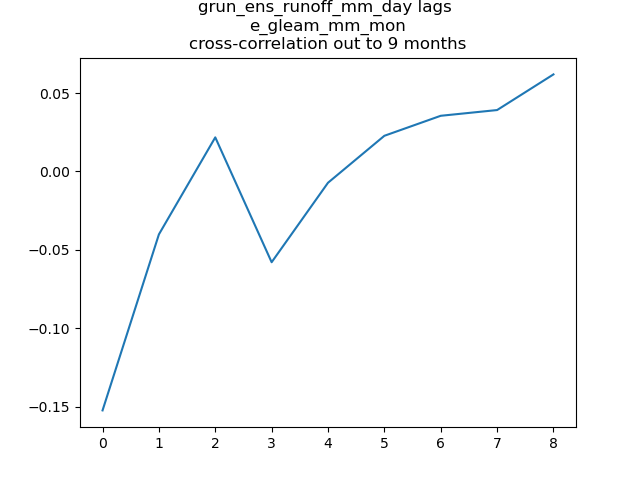 grun_ens_runoff_mm_day lags
e_gleam_mm_mon
cross-correlation out to 9 months
0.05
0.00
−0.05
−0.10
−0.15
0 1 2 3 4 5 6 7 8